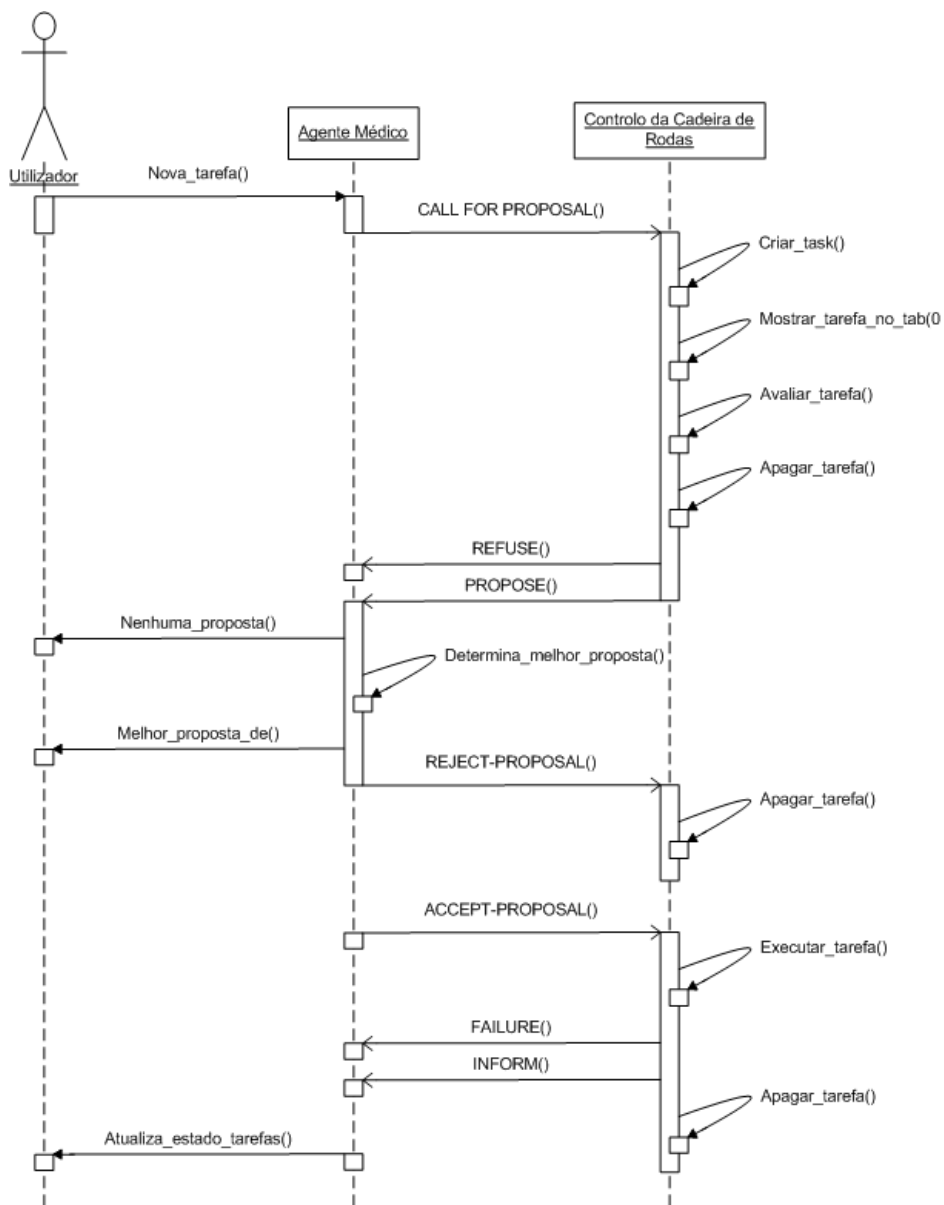 Agente Médico
Controlo da Cadeira de
Rodas
Utilizador
Nova_tarefa()
CALL FOR PROPOSAL()
Criar_task()
Mostrar_tarefa_no_tab(0
Avaliar_tarefa()
Apagar_tarefa()
REFUSE()
PROPOSE()
Nenhuma_proposta()
Determina_melhor_proposta()
Melhor_proposta_de()
REJECT-PROPOSAL()
Apagar_tarefa()
ACCEPT-PROPOSAL()
Executar_tarefa()
FAILURE()
INFORM()
Apagar_tarefa()
Atualiza_estado_tarefas()